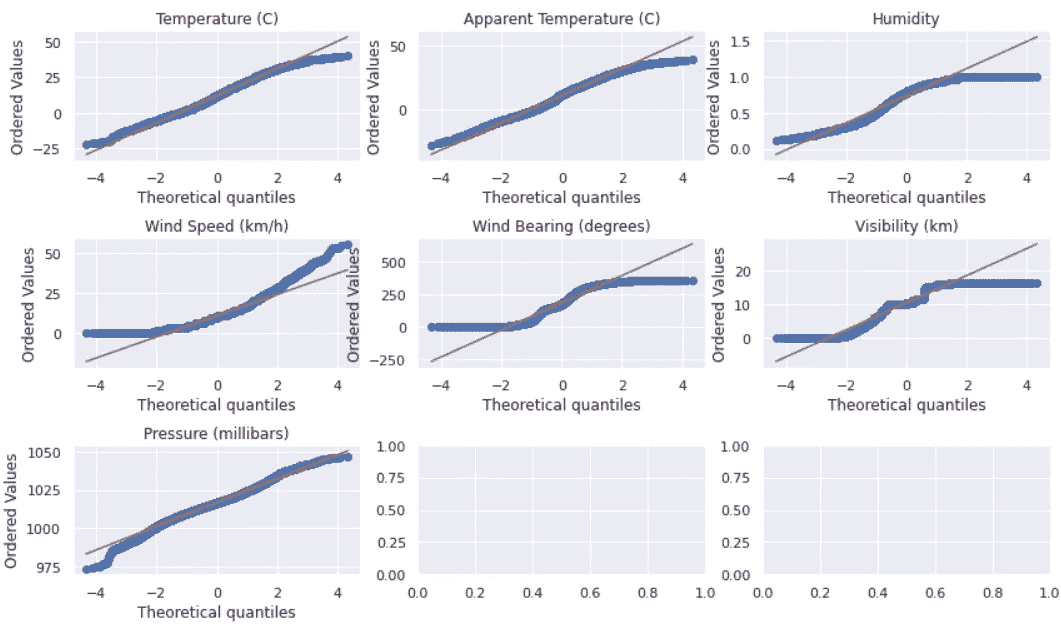 Temperature (C)
Apparent Temperature (C)
Humidity
50
25
0
−25
Ordered Values
−4 −2 0 2 4
Theoretical quantiles
50
0
Ordered Values
−4 −2 0 2 4
Theoretical quantiles
1.5
1.0
0.5
0.0
Ordered Values
−4 −2 0 2 4
Theoretical quantiles
Wind Speed (km/h)
Wind Bearing (degrees)
Visibility (km)
50
25
0
Ordered Values
−4 −2 0 2 4
Theoretical quantiles
500
250
0
−250
Ordered Values
−4 −2 0 2 4
Theoretical quantiles
20
10
0
Ordered Values
−4 −2 0 2 4
Theoretical quantiles
Pressure (millibars)
1050
1025
1000
975
Ordered Values
−4 −2 0 2 4
Theoretical quantiles
1.00
0.75
0.50
0.25
0.00
0.0 0.2 0.4 0.6 0.8 1.0
1.00
0.75
0.50
0.25
0.00
0.0 0.2 0.4 0.6 0.8 1.0